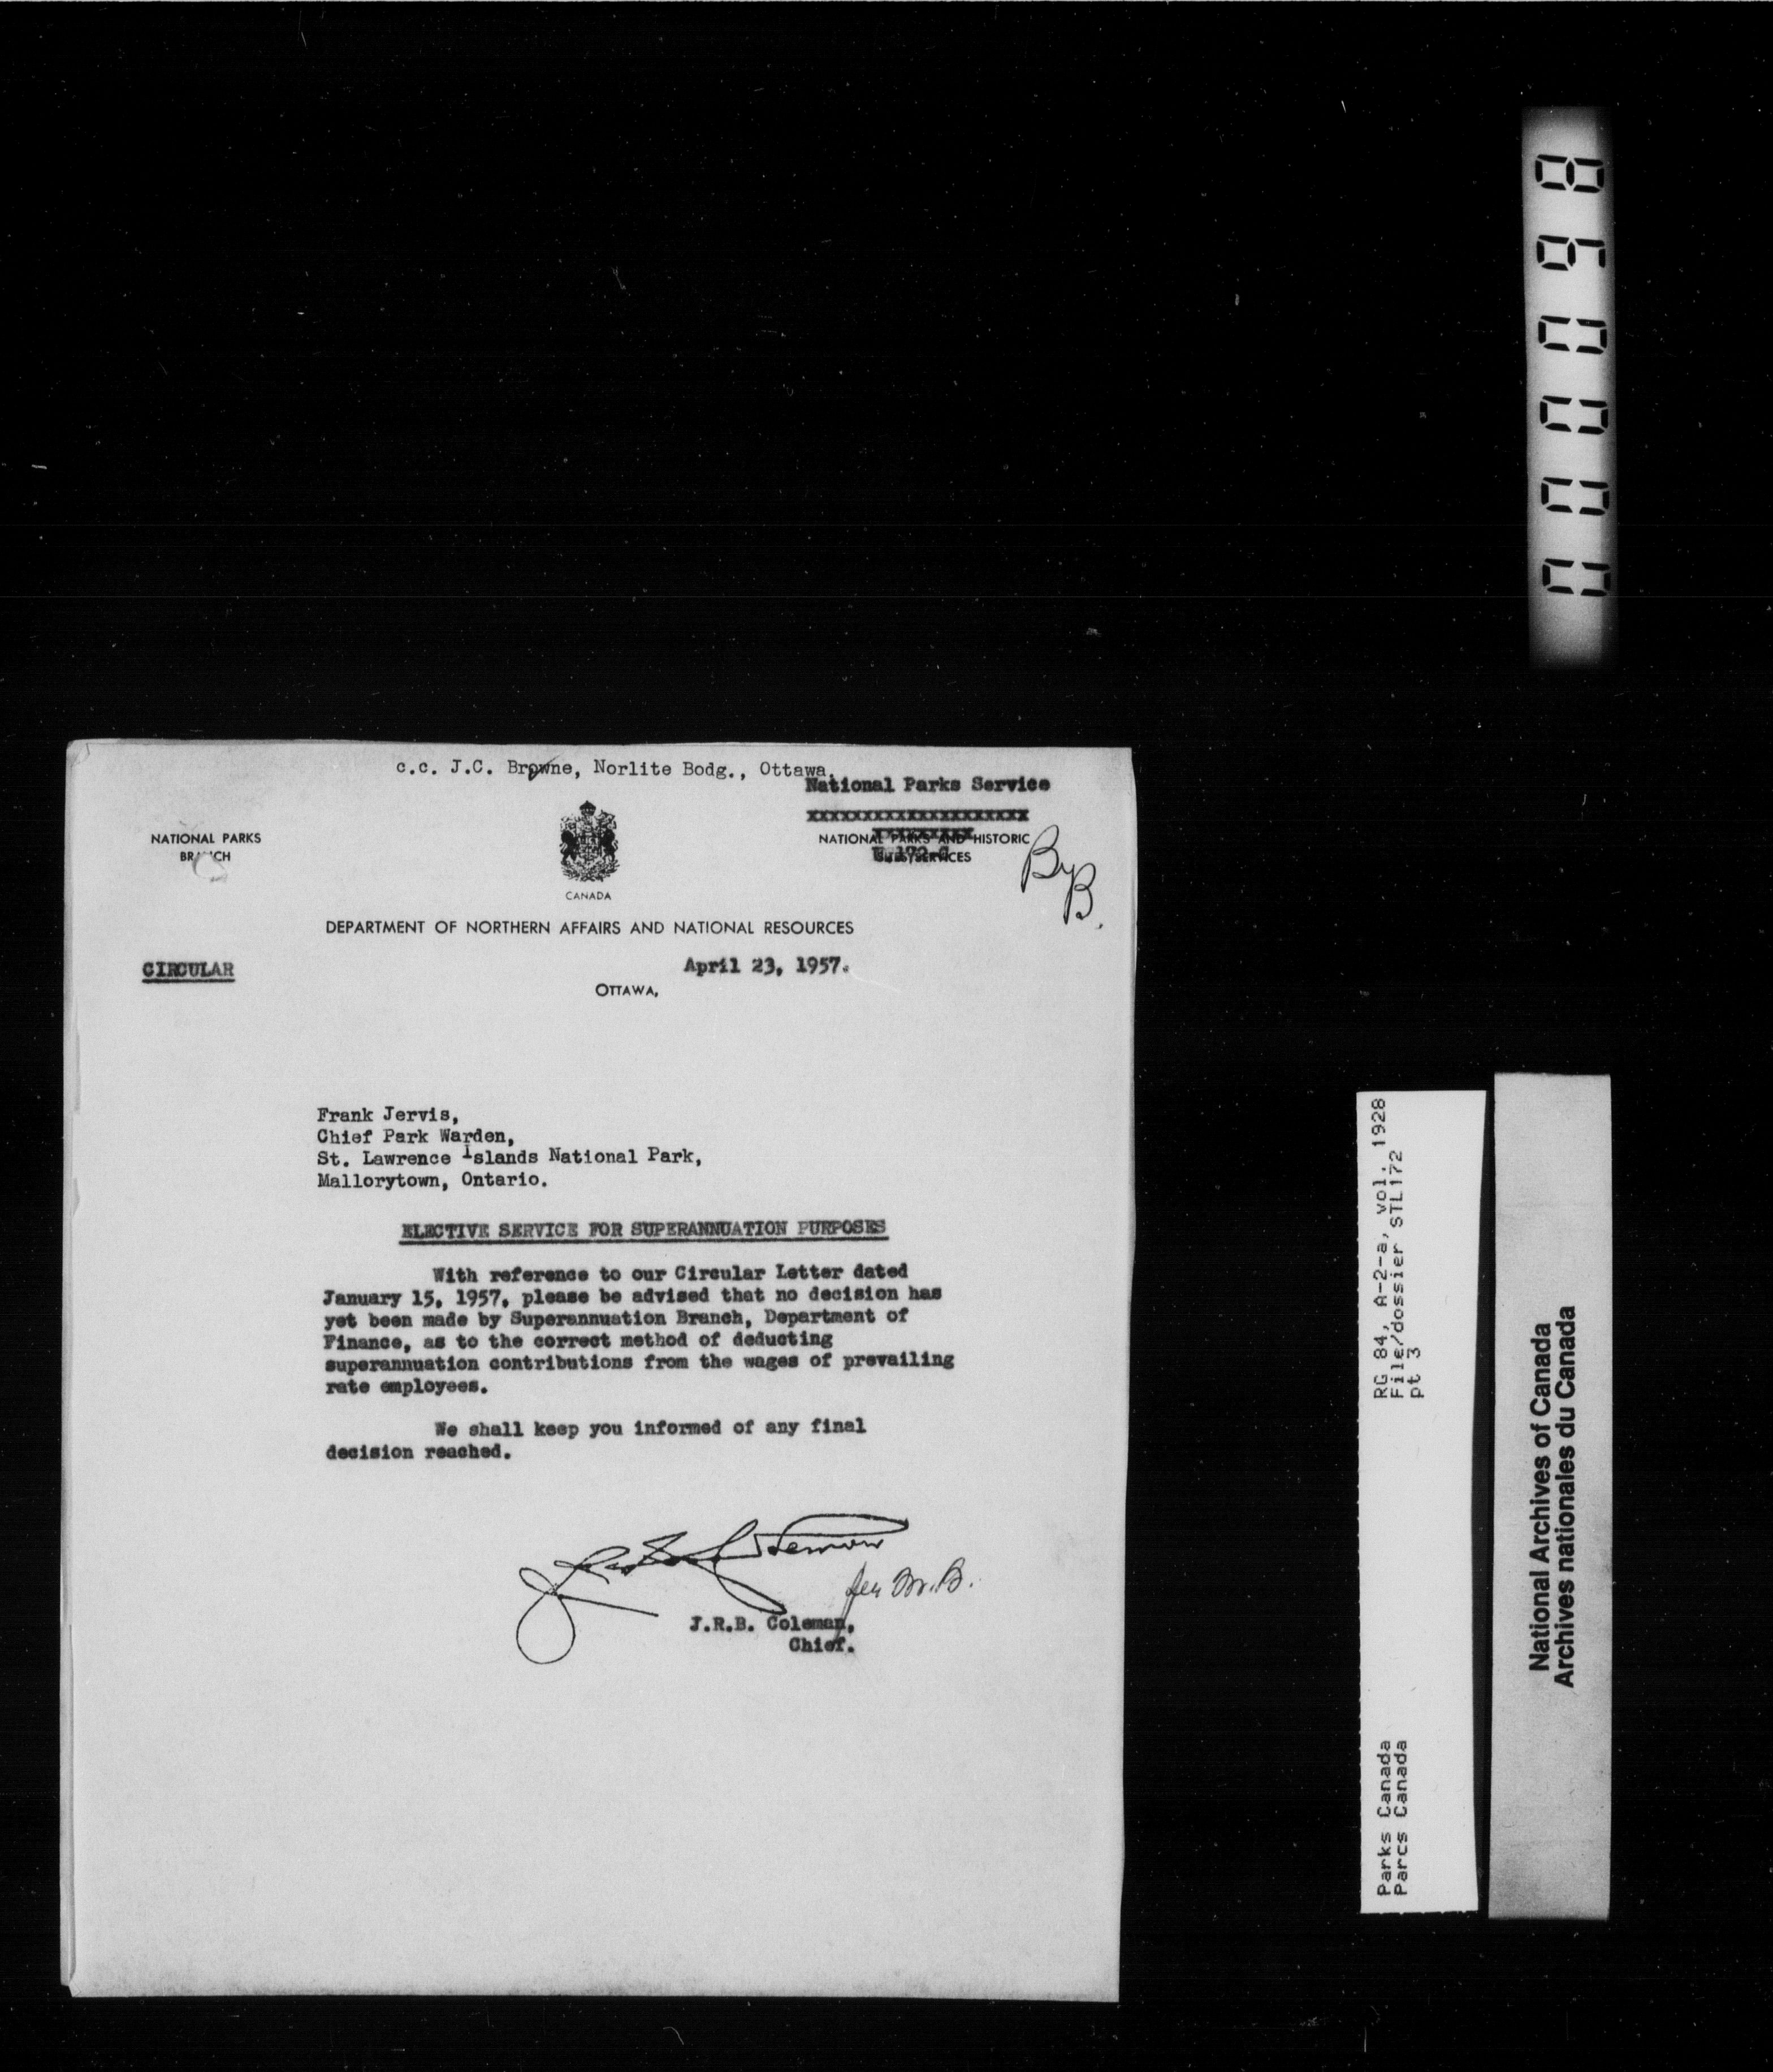 c.c. J.C. Browne, Norlite Bodg., Ottawa.
National Parks Service
xxxxxxxxxxxxxxxxxxxx
NATIONAL PARKS
BRANCH
NATIONAL PARKS AND HISTORIC
SITES SERVICES
CANADA
DEPARTMENT OF NORTHERN AFFAIRS AND NATIONAL RESOURCES
CIRCULAR
April 23, 1957.
OTTAWA,
Frank Jervis,
Chief Park Warden,
St. Lawrence Islands National Park,
Mallorytown, Ontario.
ELECTIVE SERVICE FOR SUPERANNUATION PURPOSES
With reference to our Circular Letter dated
January 15, 1957, please be advised that no decision has
yet been made by Superannuation Branch, Department of
Finance, as to the correct method of deducting
superannuation contributions from the wages of prevailing
rate employees.
We shall keep you informed of any final
decision reached.
J.R.B. Coleman,
Chief.
RG 84, A-2-a, vol. 1928
File/dossier STL172
pt 3
Parks Canada
Parcs Canada
National Archives of Canada
Archives nationales du Canada